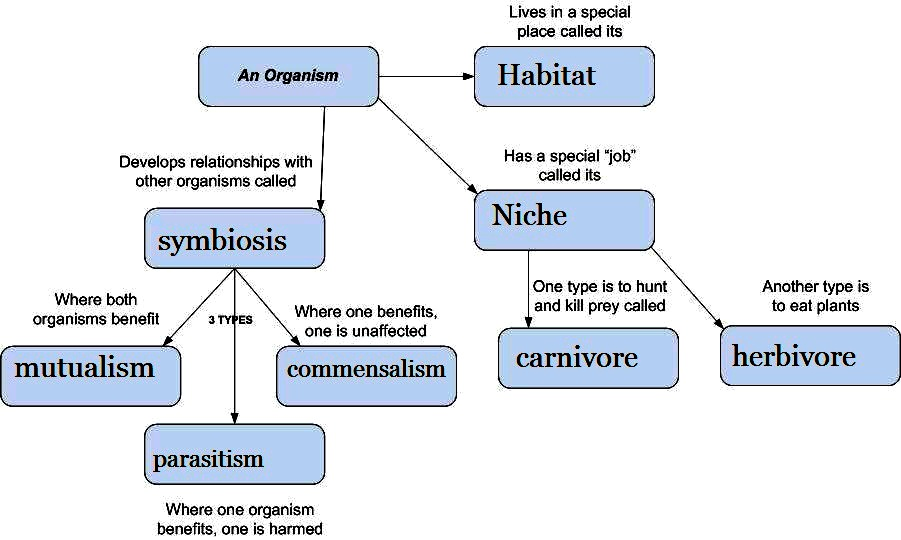 Lives in a special
place called its
An Organism
Habitat
Develops relationships with
other organisms called
Has a special “job”
called its
symbiosis
Niche
Where both
organisms benefit
3 TYPES
Where one benefits,
one is unaffected
One type is to hunt
and kill prey called
Another type is
to eat plants
mutualism
commensalism
carnivore
herbivore
parasitism
Where one organism
benefits, one is harmed